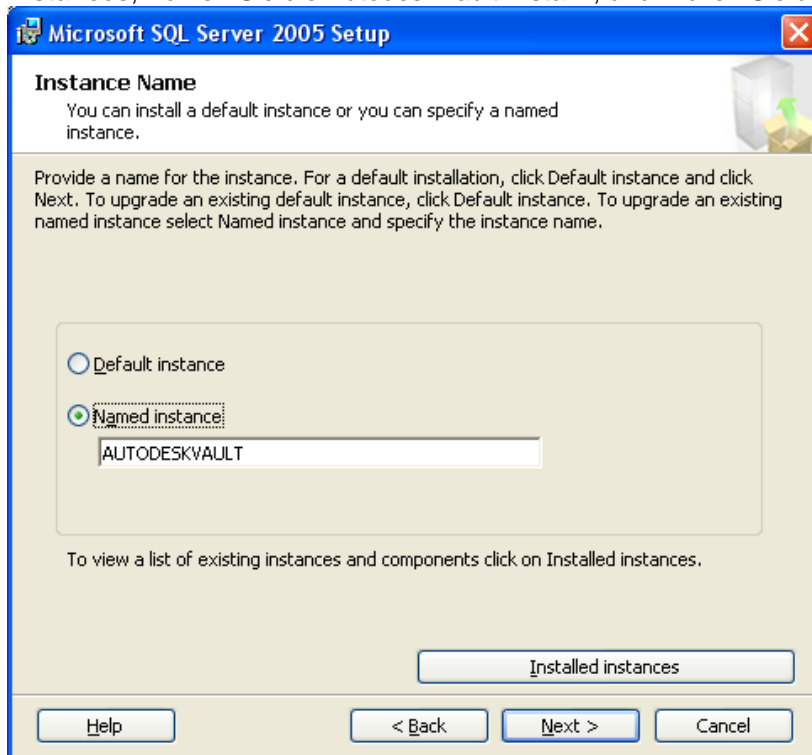 Microsoft SQL Server 2005 Setup
Instance Name
You can install a default instance or you can specify a named
instance.
Provide a name for the instance. For a default installation, click Default instance and click
Next. To upgrade an existing default instance, click Default instance. To upgrade an existing
named instance select Named instance and specify the instance name.
Default instance
Named instance
AUTODESKVAULT
To view a list of existing instances and components click on Installed instances.
Installed instances
Help
< Back
Next >
Cancel